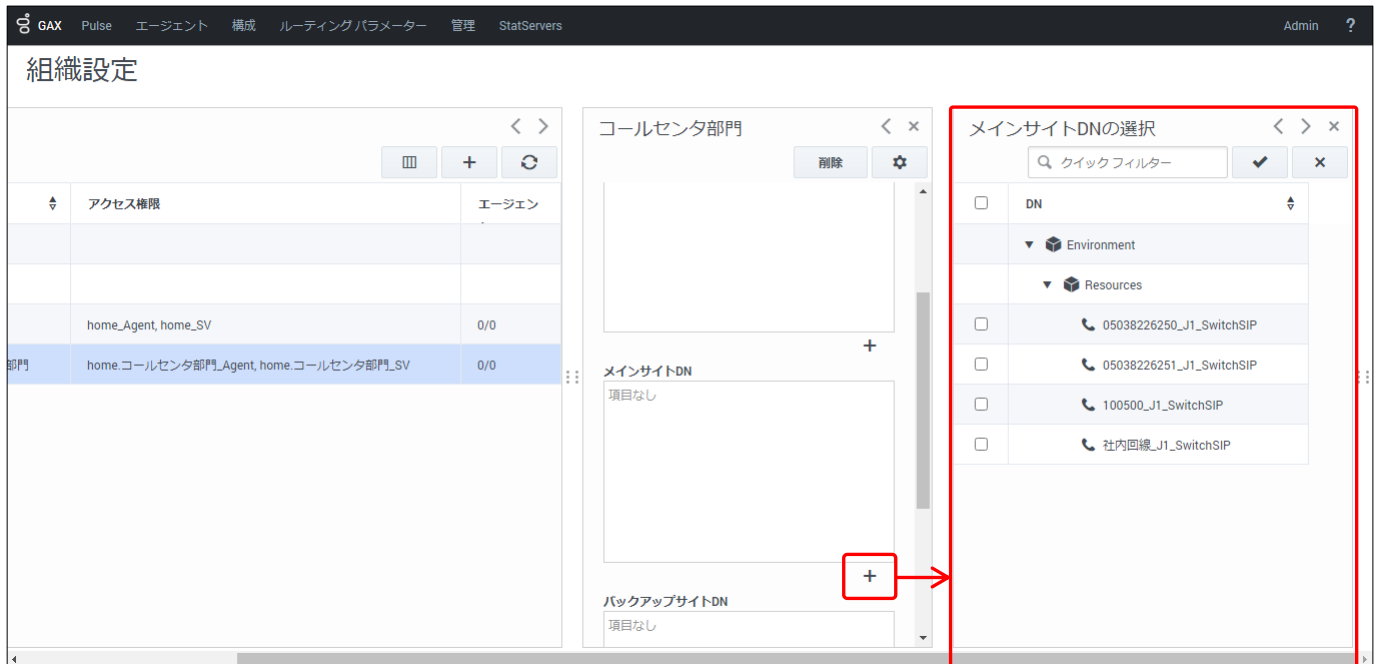 GAX Pulse エージェント 構成 ルーティングパラメーター 管理 StatServers Admin ?
組織設定
アクセス権限 エージェン
home_Agent, home_SV 0/0
部門 home.コールセンタ部門_Agent, home.コールセンタ部門_SV 0/0
コールセンタ部門
削除
メインサイトDN
項目なし
バックアップサイトDN
項目なし
メインサイトDNの選択
クイック フィルター
DN
Environment
Resources
05038226250_J1_SwitchSIP
05038226251_J1_SwitchSIP
100500_J1_SwitchSIP
社内回線_J1_SwitchSIP